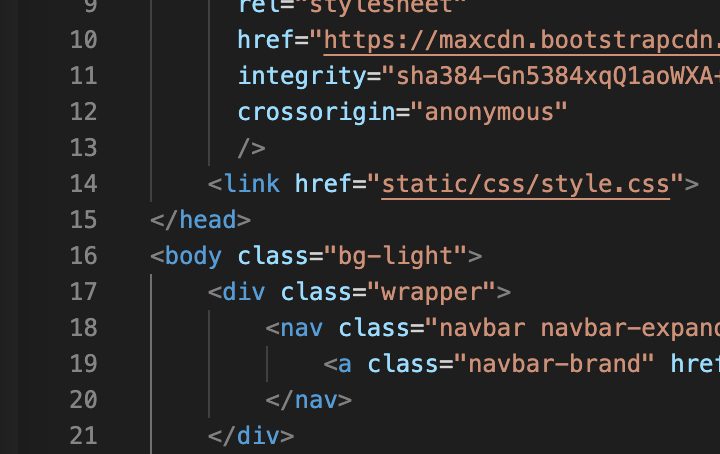 9 rel="stylesheet"
10 href="https://maxcdn.bootstrapcdn.
11 integrity="sha384-Gn5384xqQ1aoWXA-
12 crossorigin="anonymous"
13 />
14 <link href="static/css/style.css">
15 </head>
16 <body class="bg-light">
17 <div class="wrapper">
18 <nav class="navbar navbar-expand
19 <a class="navbar-brand" href
20 </nav>
21 </div>